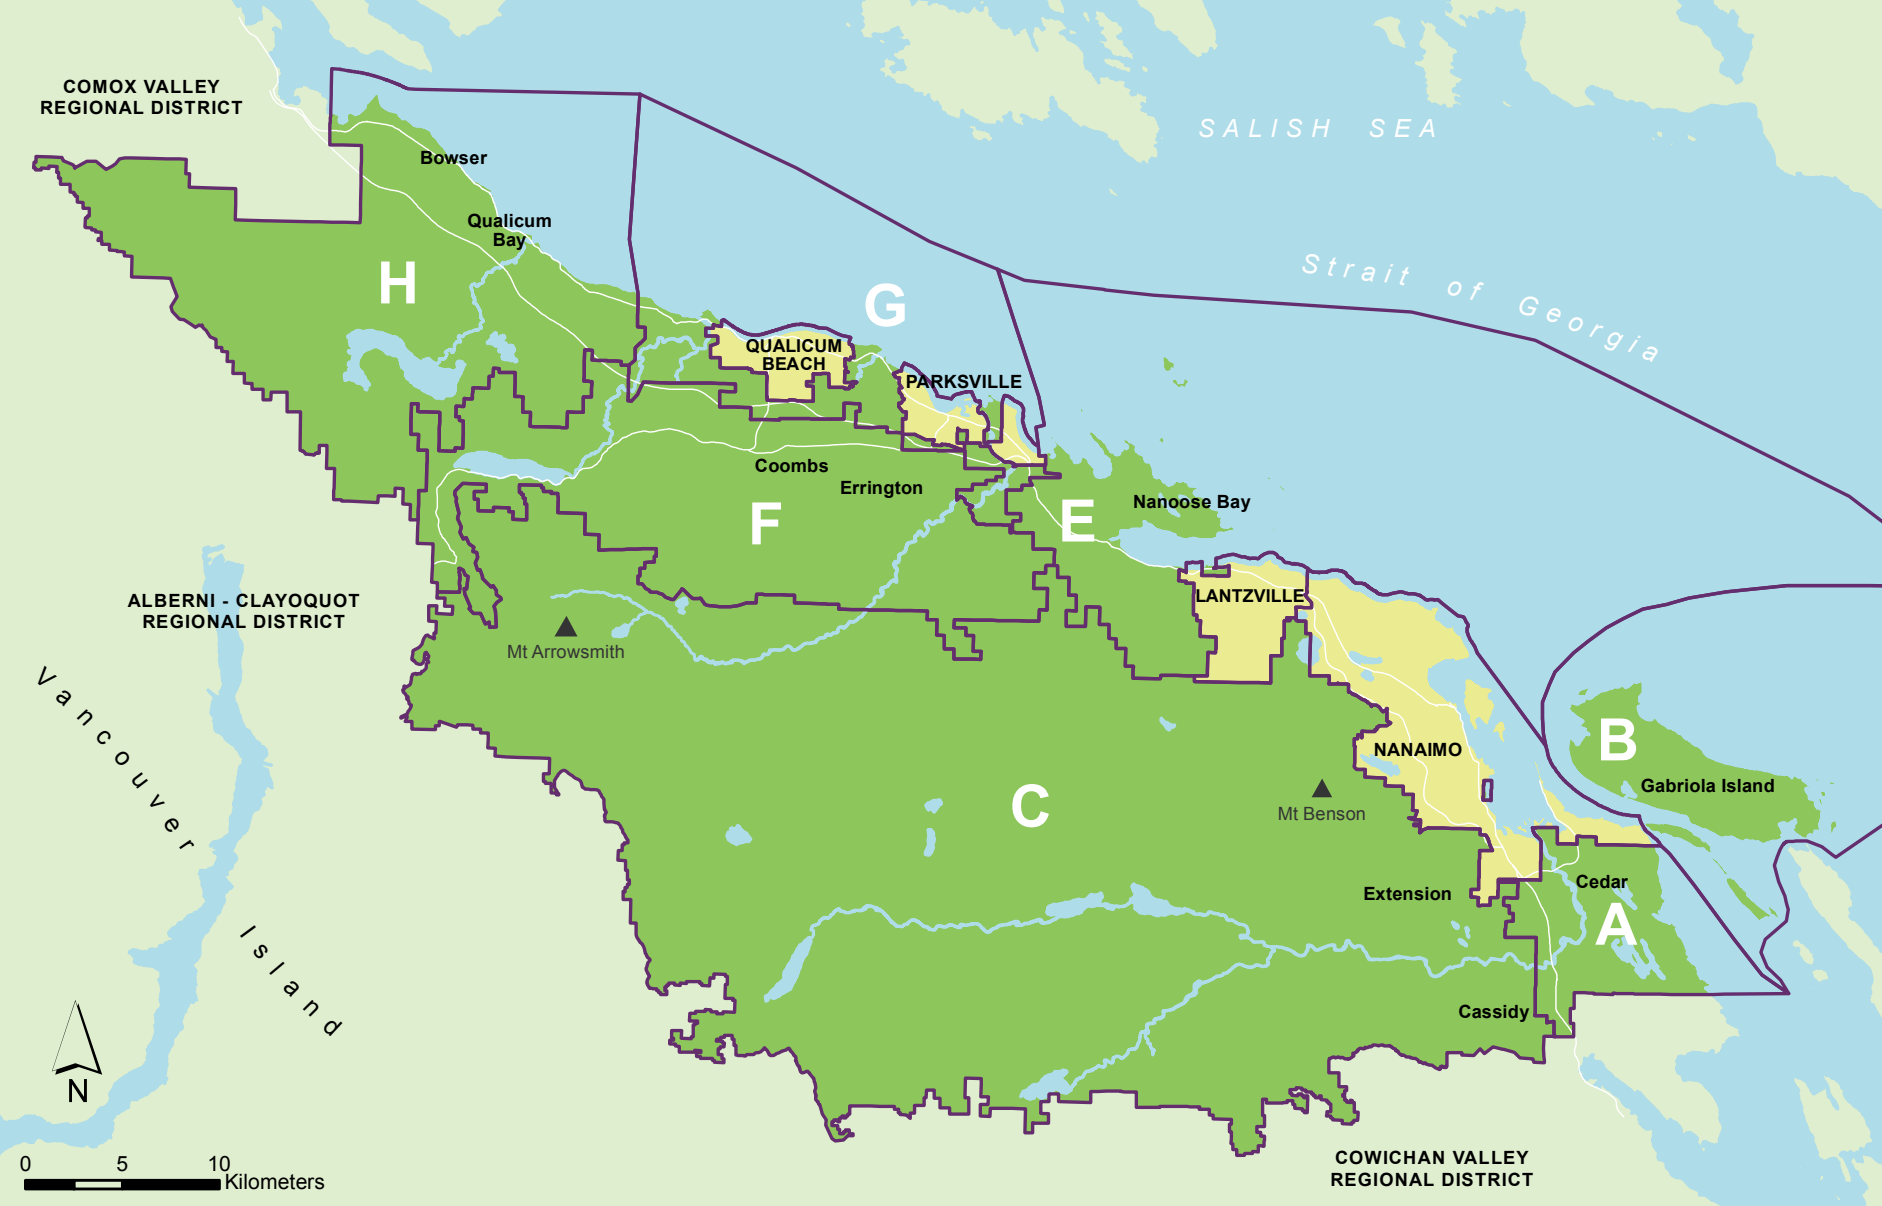 COMOX VALLEY
REGIONAL DISTRICT
SALISH SEA
Bowser
Qualicum
Bay
H
G
Strait of Georgia
QUALICUM
BEACH
PARKSVILLE
Coombs
Errington
F
E
Nanoose Bay
ALBERNI - CLAYOQUOT
REGIONAL DISTRICT
LANTZVILLE
Mt Arrowsmith
Vancouver Island
NANAIMO
B
Gabriola Island
C
Mt Benson
Extension
Cedar
A
Cassidy
N
0 5 10
Kilometers
COWICHAN VALLEY
REGIONAL DISTRICT